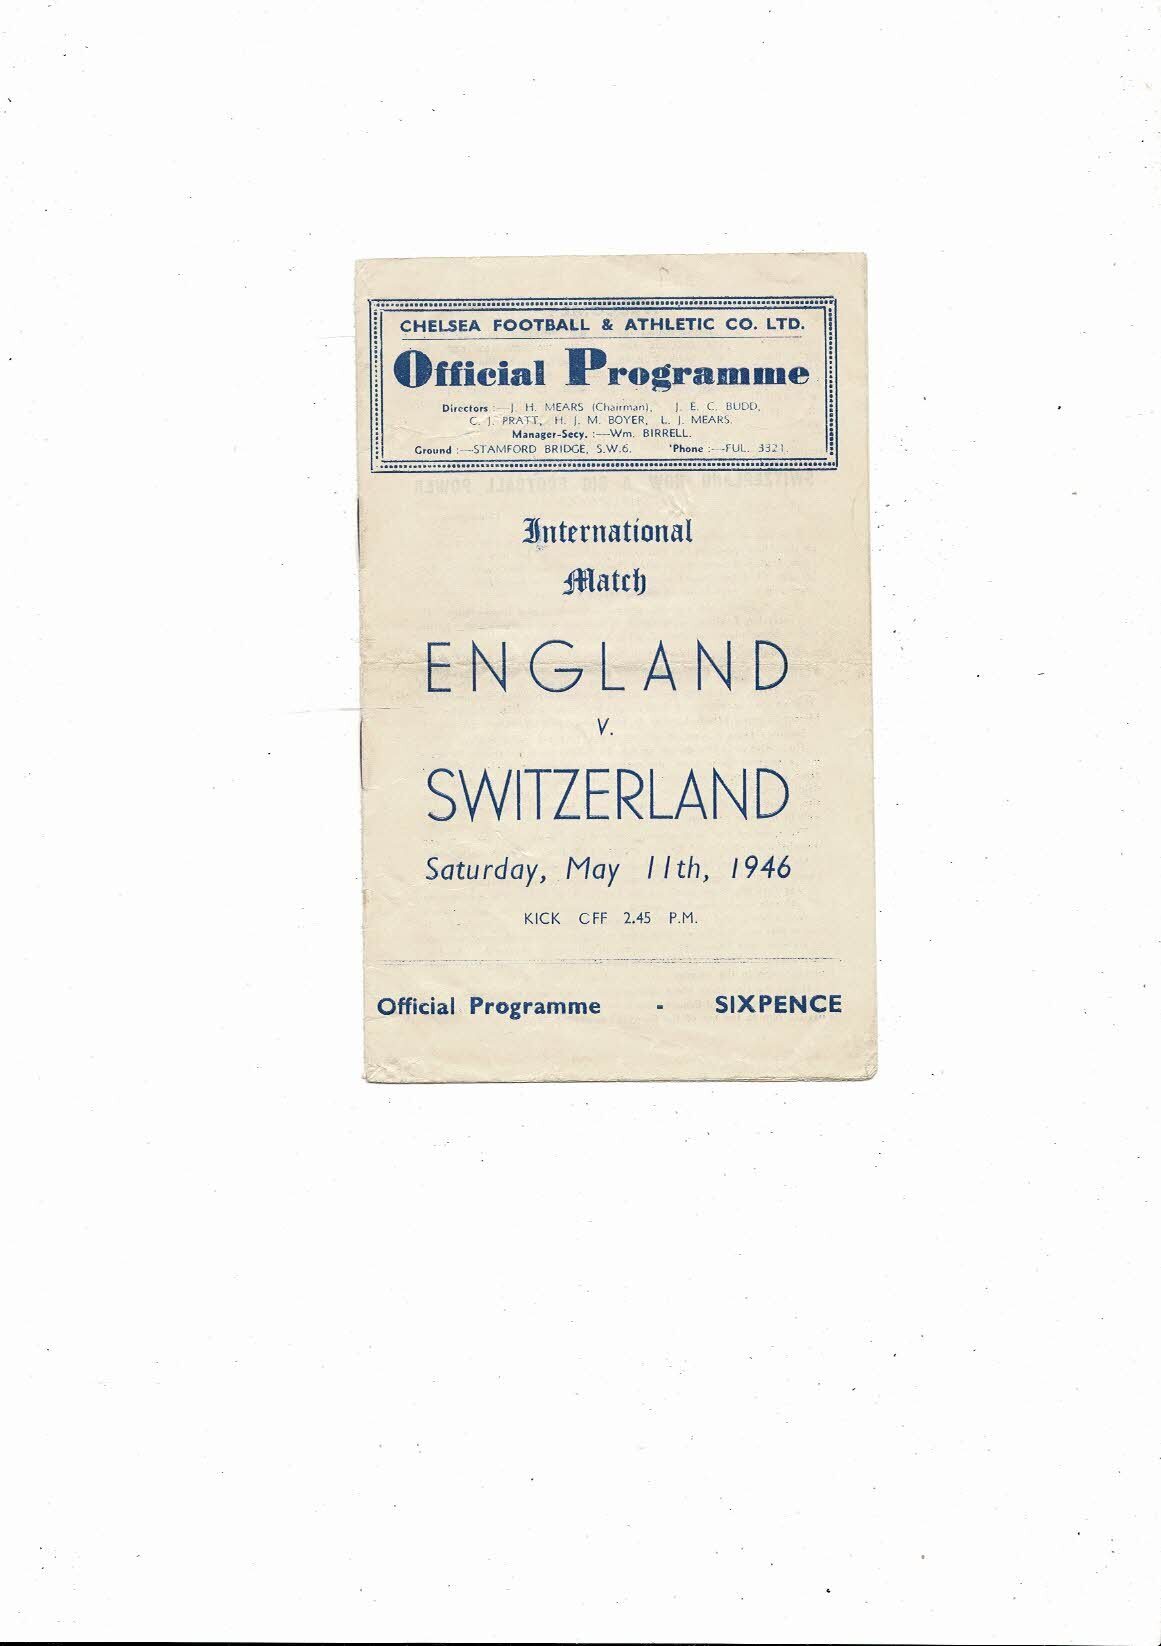 CHELSEA FOOTBALL & ATHLETIC CO. LTD.
Official Programme
Directors :—J. H. MEARS (Chairman), J. E. C. BUDD,
C. J. PRATT, H. J. M. BOYER, L. J. MEARS.
Manager-Secy. :—Wm. BIRRELL.
Ground :—STAMFORD BRIDGE, S.W.6. 'Phone :—FUL. 3321.
International
Match
ENGLAND
v.
SWITZERLAND
Saturday, May 11th, 1946
KICK CFF 2.45 P.M.
Official Programme - SIXPENCE